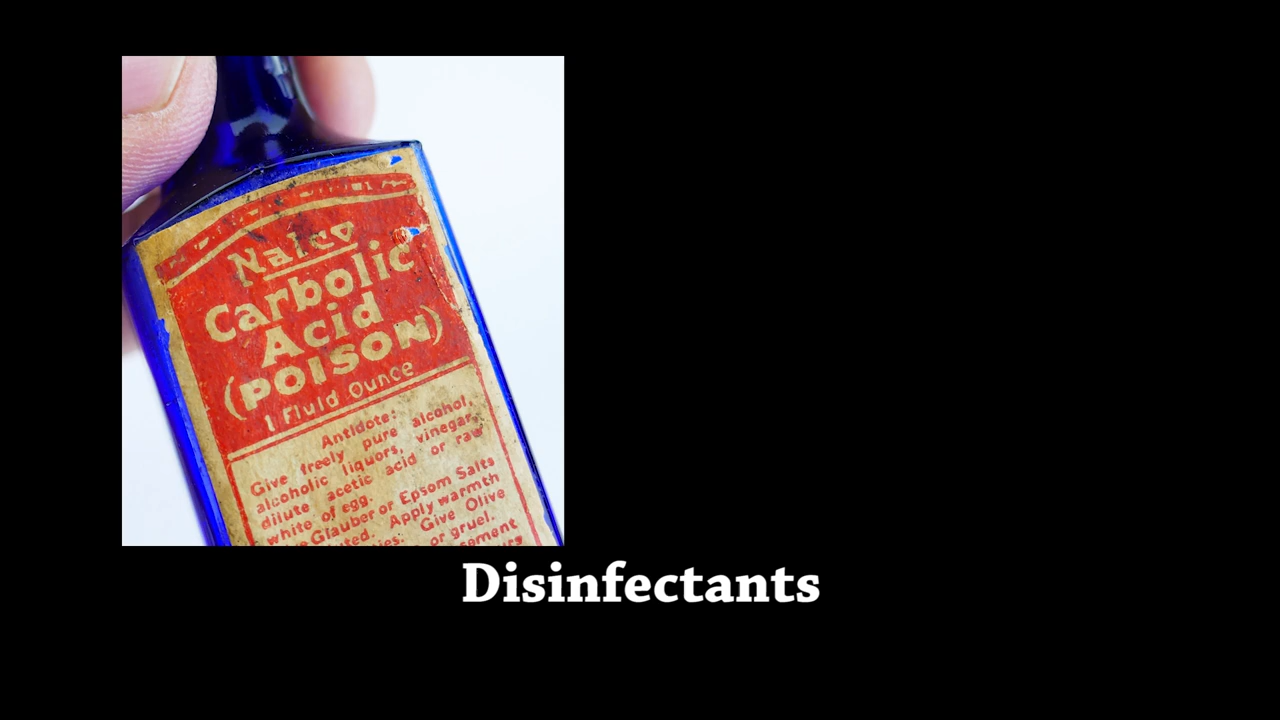 Nalco
Carbolic
Acid
(POISON)
1 Fluid Ounce
Antidote:
Give freely pure alcohol,
alcoholic liquors, vinegar,
dilute acetic acid or raw
white of egg.
Glauber or Epsom Salts
Apply warmth
Give Olive
or gruel.
Disinfectants